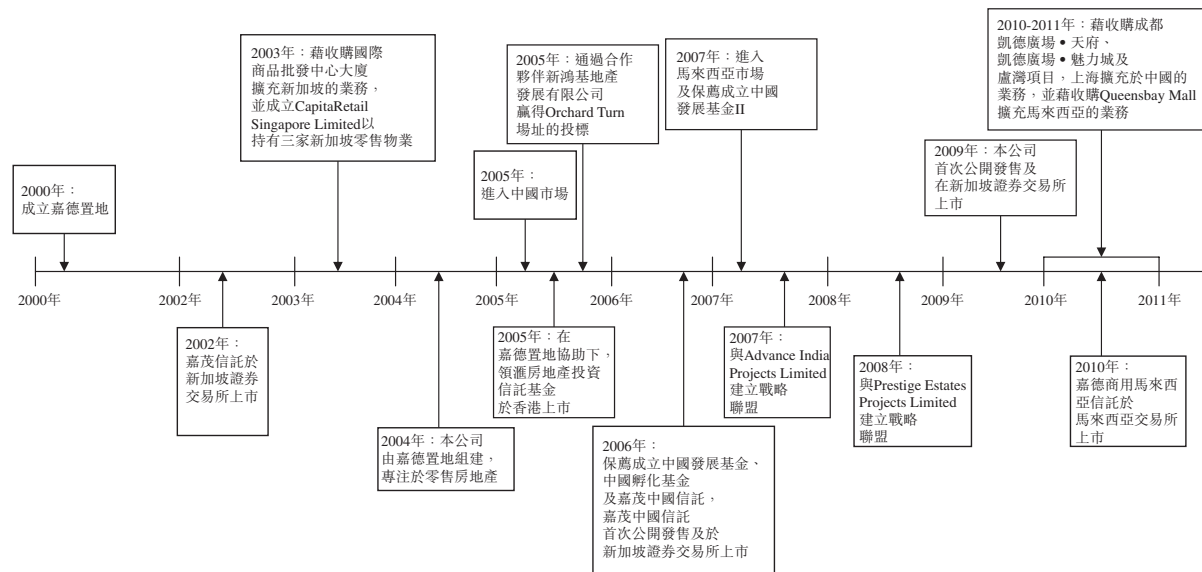 2000年：
成立嘉德置地
2003年：藉收購國際
商品批發中心大廈
擴充新加坡的業務，
並成立CapitaRetail
Singapore Limited以
持有三家新加坡零售物業
2005年：
進入中國市場
2005年：通過合作
夥伴新鴻基地產
發展有限公司
贏得Orchard Turn
場址的投標
2007年：進入
馬來西亞市場
及保薦成立中國
發展基金II
2009年：本公司
首次公開發售及
在新加坡證券交易所
上市
2010-2011年：藉收購成都
凱德廣場•天府、
凱德廣場•魅力城及
盧灣項目，上海擴充於中國的
業務，並藉收購Queensbay Mall
擴充馬來西亞的業務
2000年
2002年
2003年
2004年
2005年
2006年
2007年
2008年
2009年
2010年
2011年
2002年：
嘉茂信託於
新加坡證券
交易所上市
2004年：本公司
由嘉德置地組建，
專注於零售房地產
2005年：在
嘉德置地協助下，
領滙房地產投資
信託基金
於香港上市
2006年：
保薦成立中國發展基金、
中國孵化基金
及嘉茂中國信託，
嘉茂中國信託
首次公開發售及於
新加坡證券交易所上市
2007年：
與Advance India
Projects Limited
建立戰略
聯盟
2008年：
與Prestige Estates
Projects Limited
建立戰略
聯盟
2010年：
嘉德商用馬來西
亞信託於
馬來西亞交易所
上市